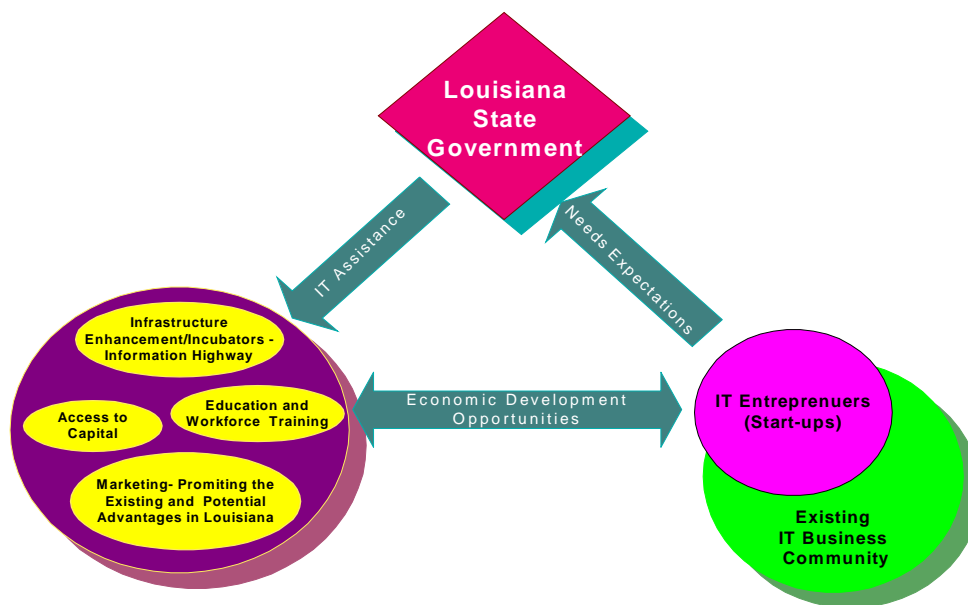 Louisiana
State
Government
IT Assistance
Needs Expectations
Infrastructure
Enhancement/Incubators -
Information Highway
Access to
Capital
Education and
Workforce Training
Marketing- Promiting the
Existing and Potential
Advantages in Louisiana
Economic Development
Opportunities
IT Entreprenuers
(Start-ups)
Existing
IT Business
Community